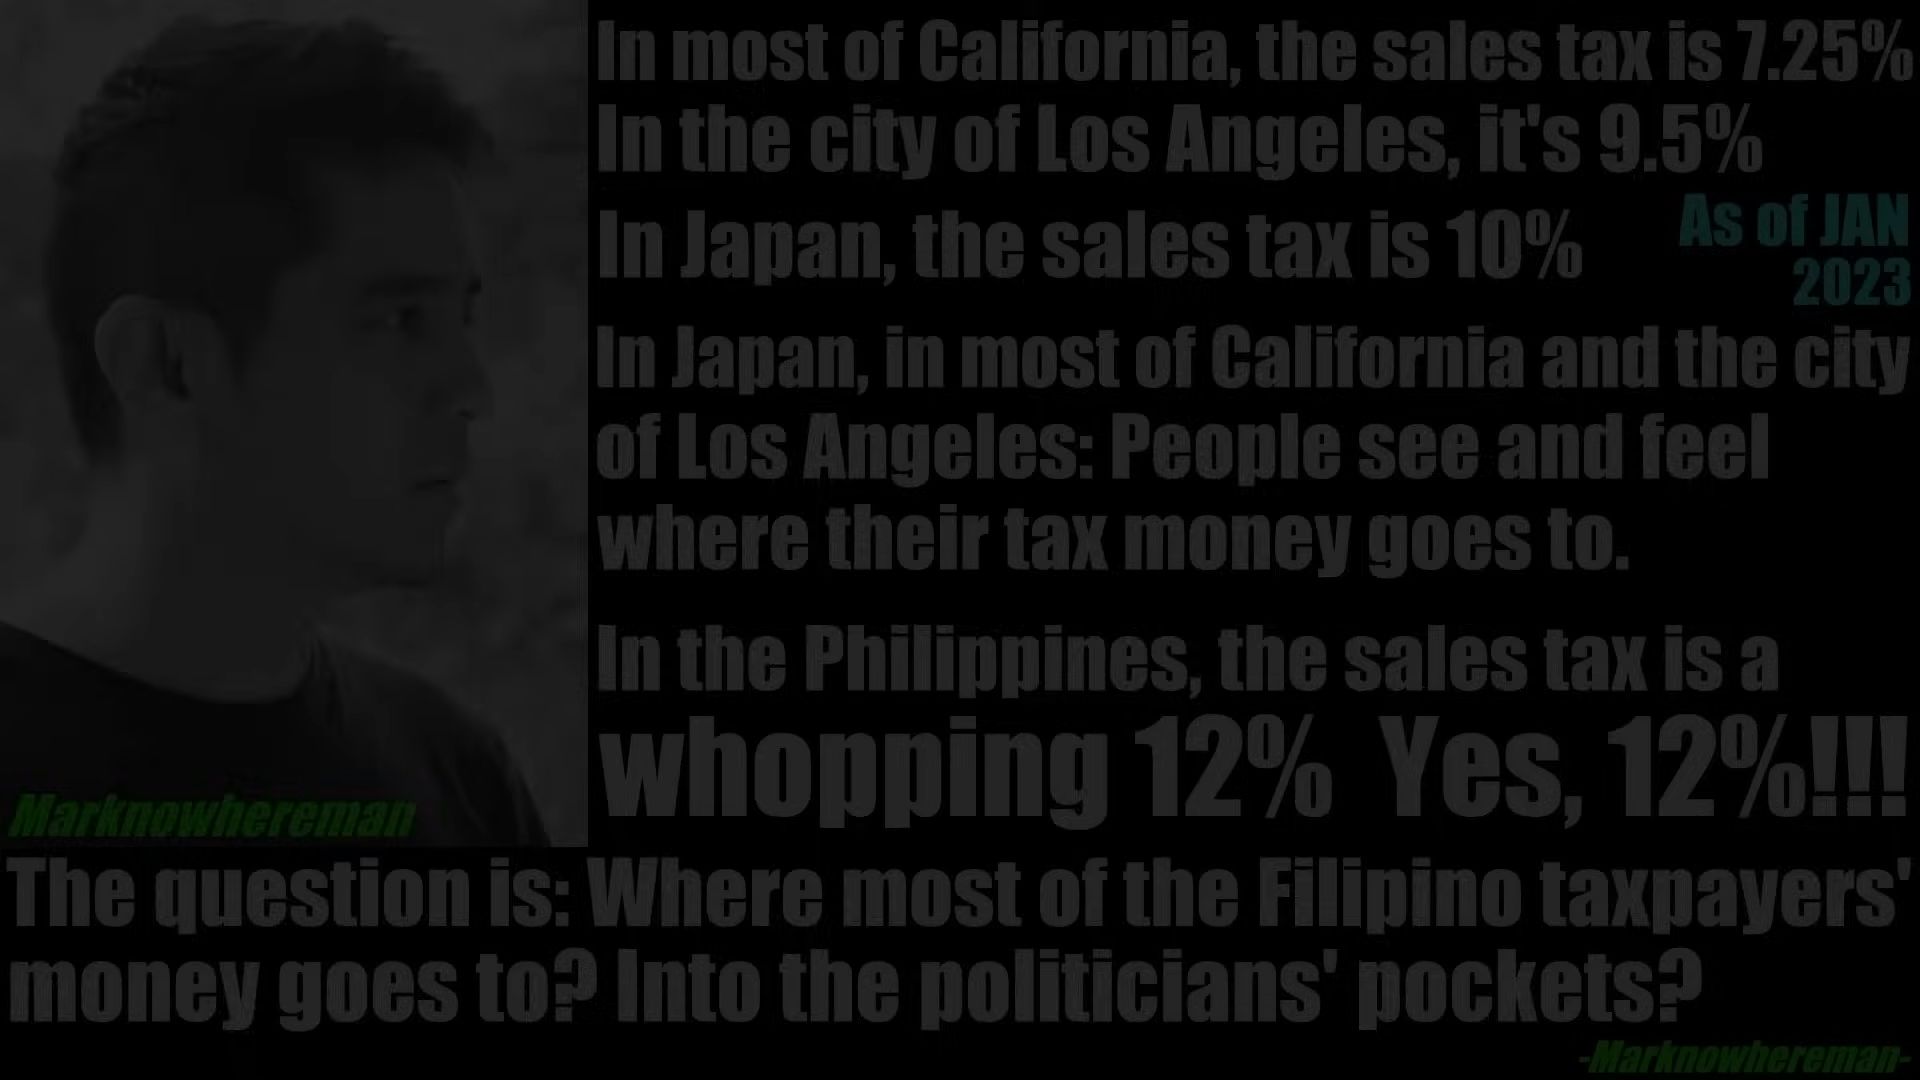 In most of California, the sales tax is 7.25%
In the city of Los Angeles, it's 9.5%
In Japan, the sales tax is 10%
As of JAN
2023
In Japan, in most of California and the city
of Los Angeles: People see and feel
where their tax money goes to.
In the Philippines, the sales tax is a
whopping 12% Yes, 12%!!!
Marknowhereman
The question is: Where most of the Filipino taxpayers'
money goes to? Into the politicians' pockets?
-Marknowhereman-